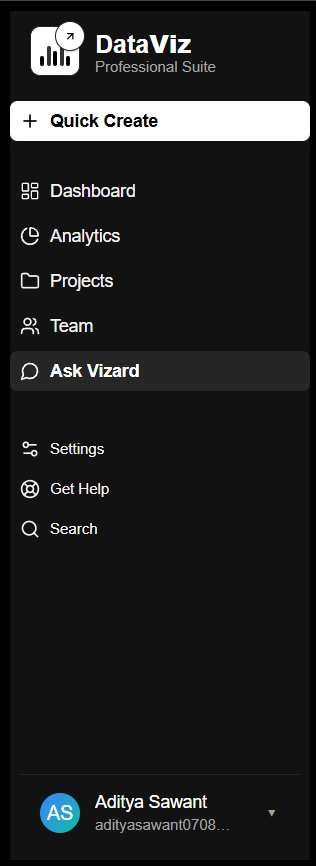 DataViz
Professional Suite
Quick Create
Dashboard
Analytics
Projects
Team
Ask Vizard
Settings
Get Help
Search
AS
Aditya Sawant
adityasawant0708...